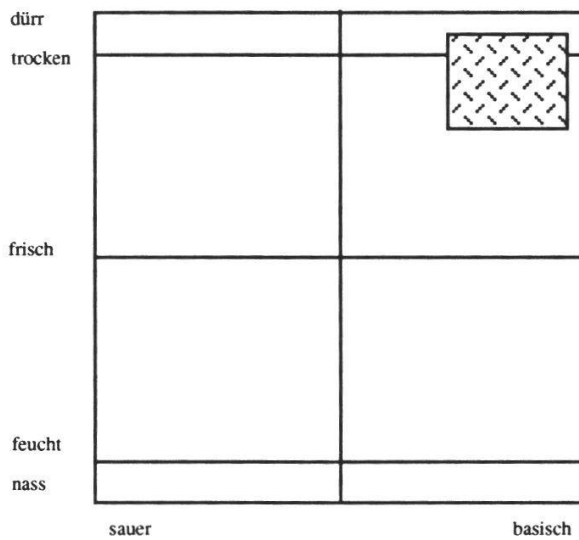 dürr
trocken
frisch
feucht
nass
sauer basisch